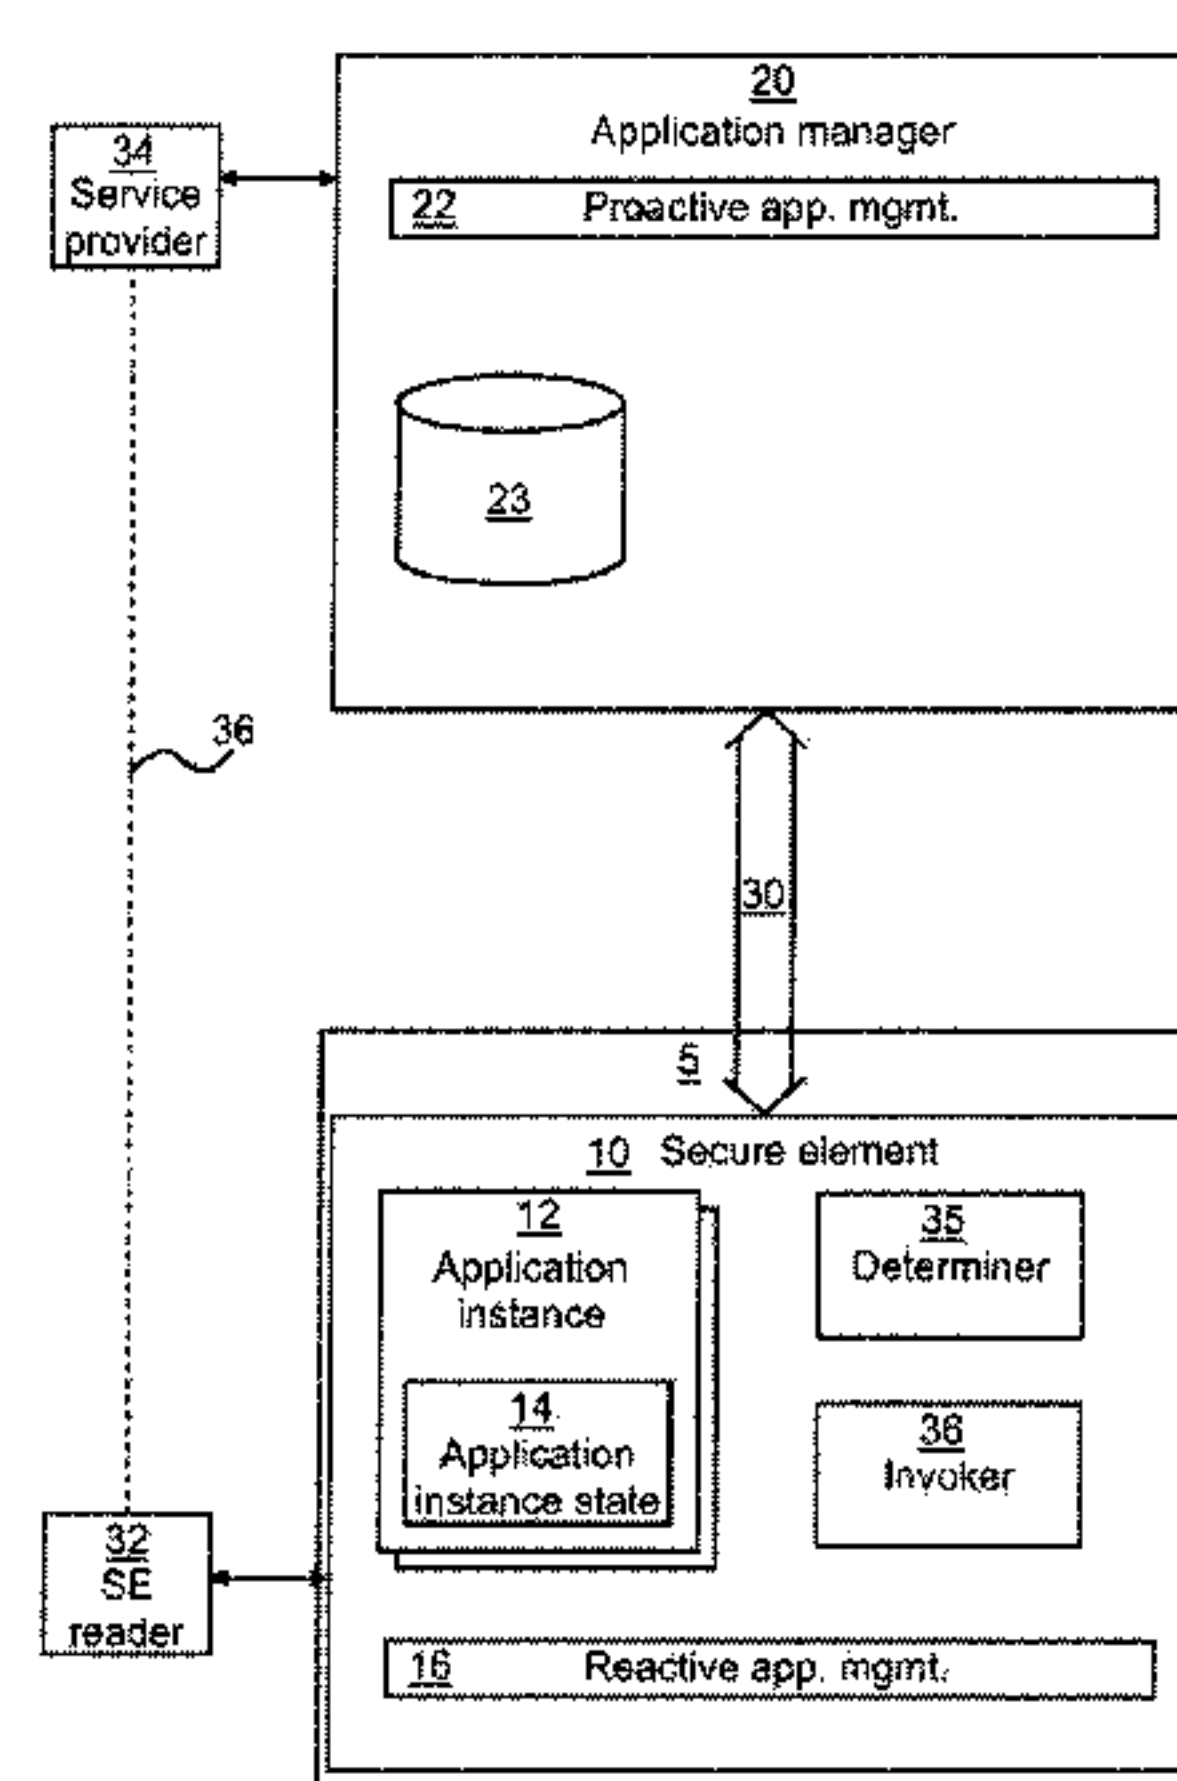 20
Application manager
34
Service
provider
22 Proactive app. mgmt.
23
36
30
5
10 Secure element
12
Application
instance
35
Determiner
14
Application
instance state
36
Invoker
32
SE
reader
16 Reactive app. mgmt.